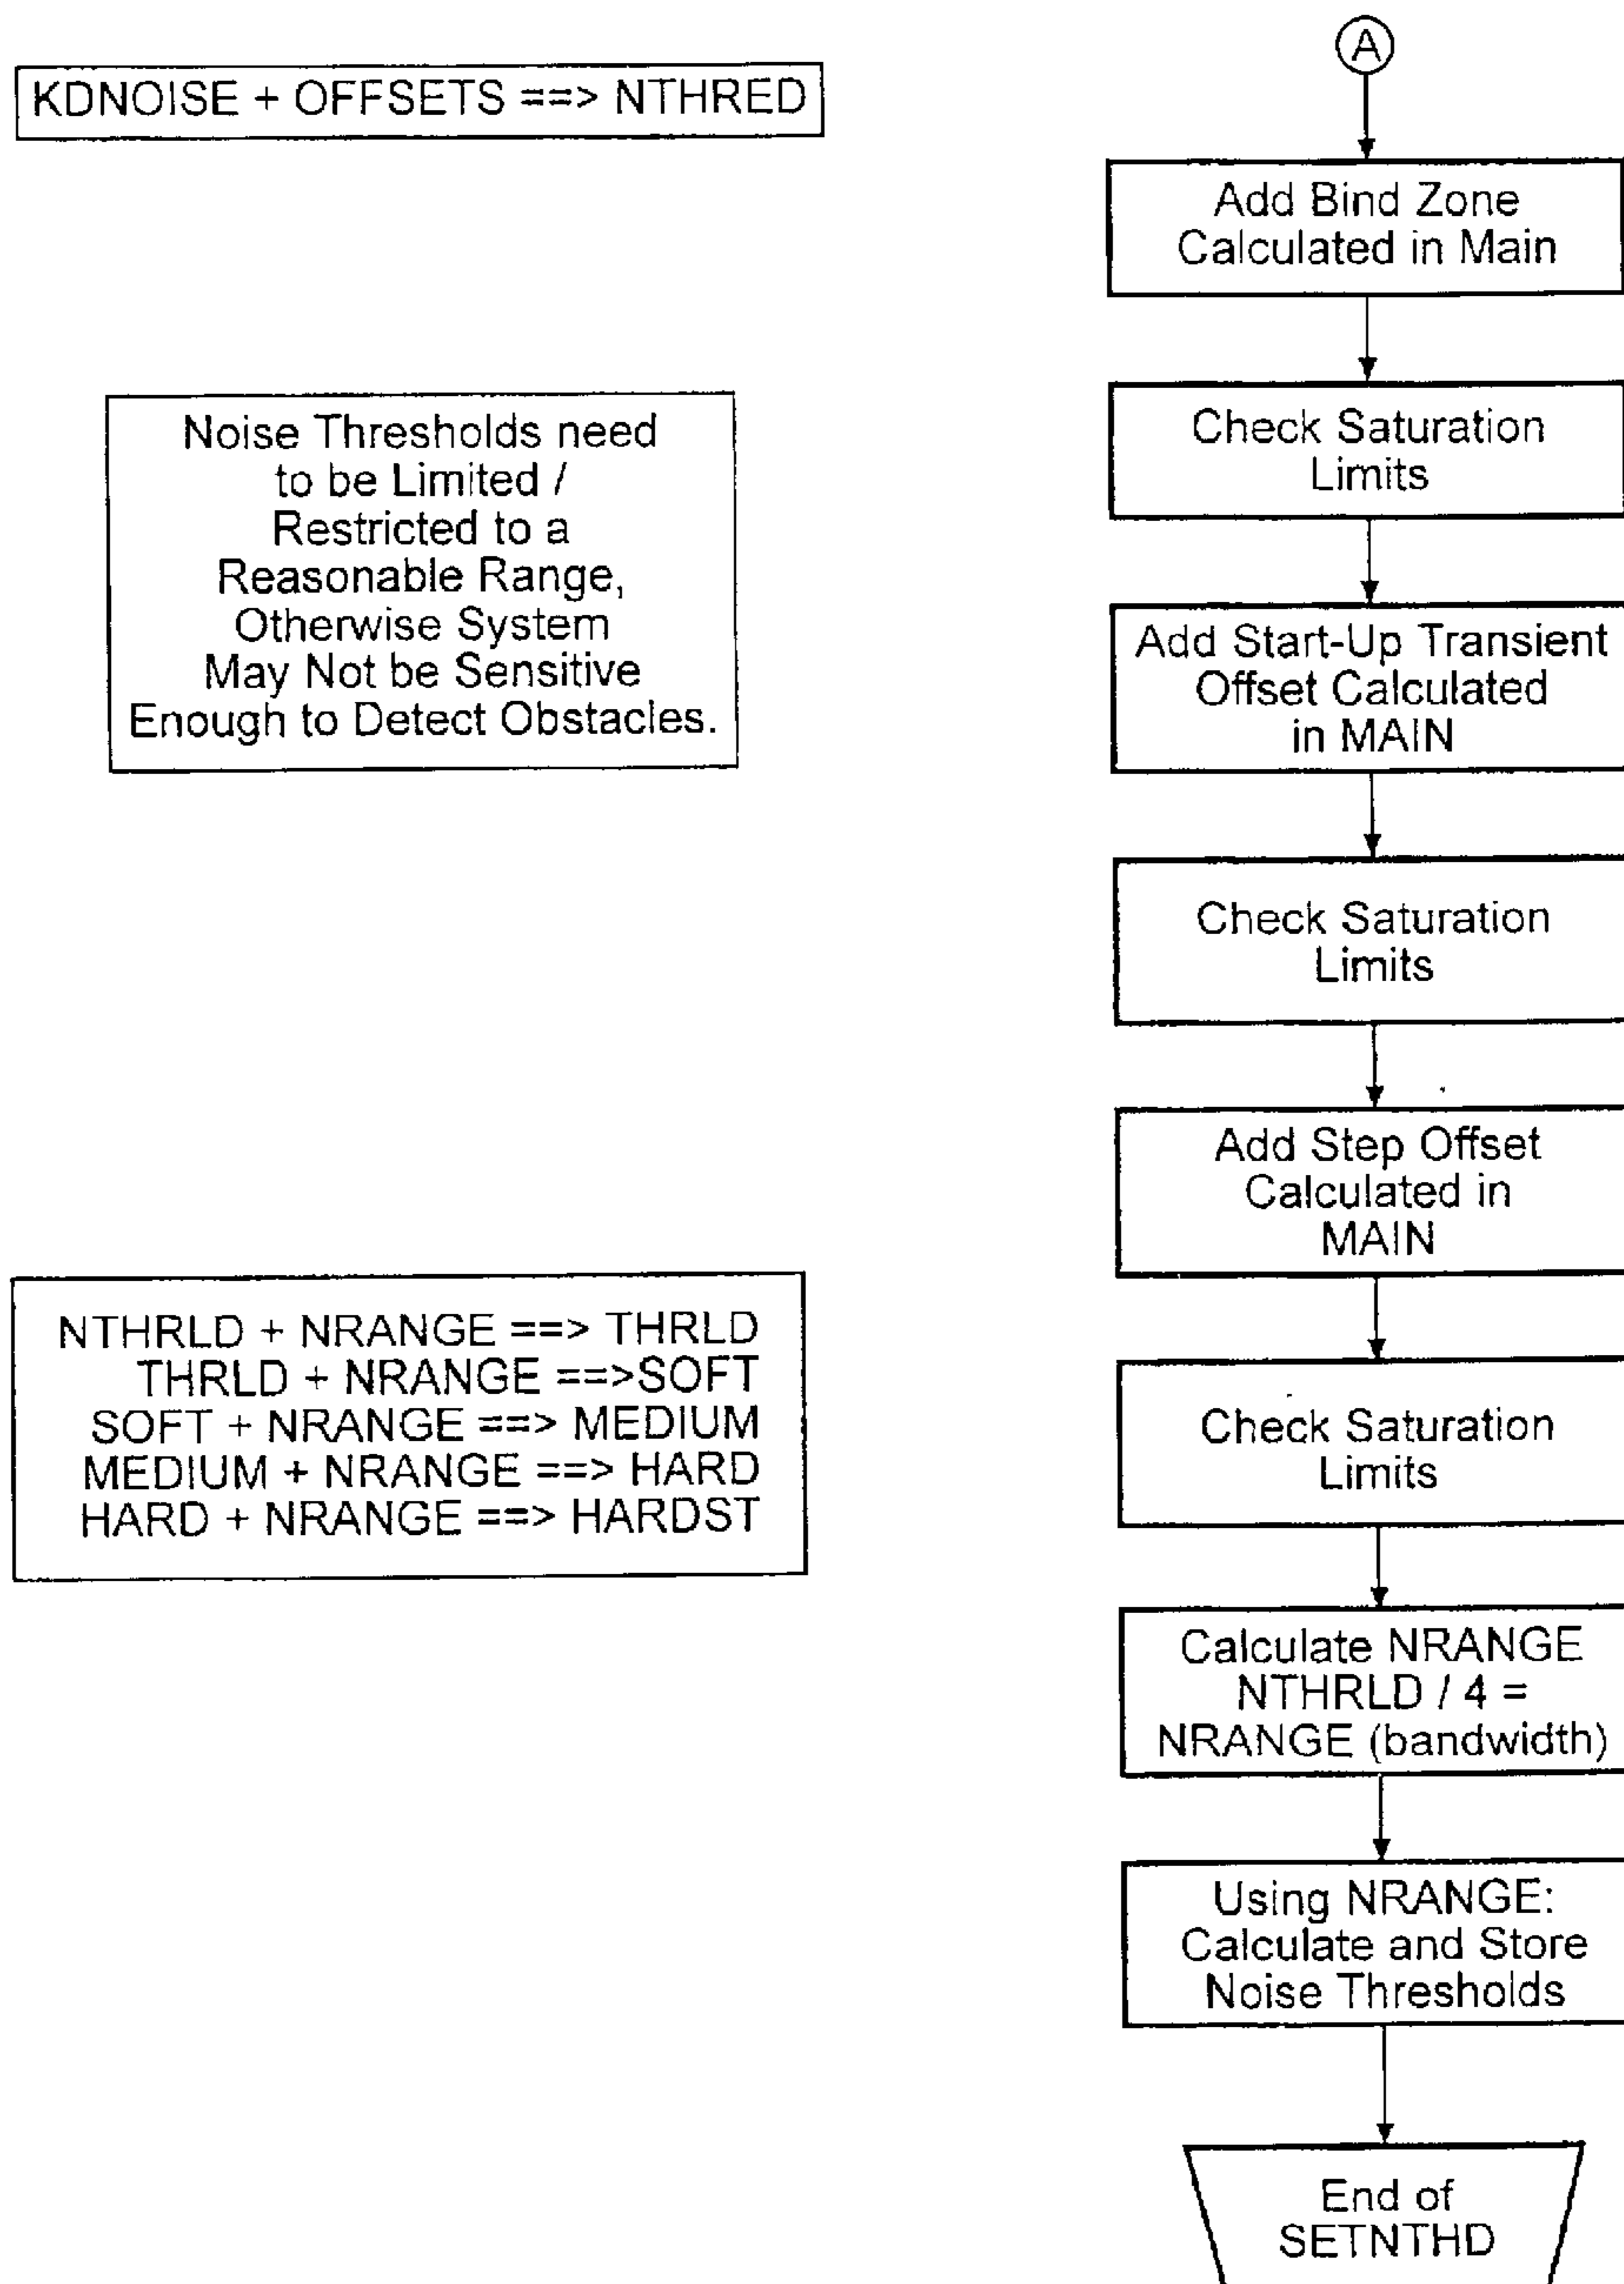 KDNOISE + OFFSETS ==> NTHRED
Noise Thresholds need
to be Limited /
Restricted to a
Reasonable Range,
Otherwise System
May Not be Sensitive
Enough to Detect Obstacles.
NTHRLD + NRANGE ==> THRLD
THRLD + NRANGE ==>SOFT
SOFT + NRANGE ==> MEDIUM
MEDIUM + NRANGE ==> HARD
HARD + NRANGE ==> HARDST
A
Add Bind Zone
Calculated in Main
Check Saturation
Limits
Add Start-Up Transient
Offset Calculated
in MAIN
Check Saturation
Limits
Add Step Offset
Calculated in
MAIN
Check Saturation
Limits
Calculate NRANGE
NTHRLD / 4 =
NRANGE (bandwidth)
Using NRANGE:
Calculate and Store
Noise Thresholds
End of
SETNTHD